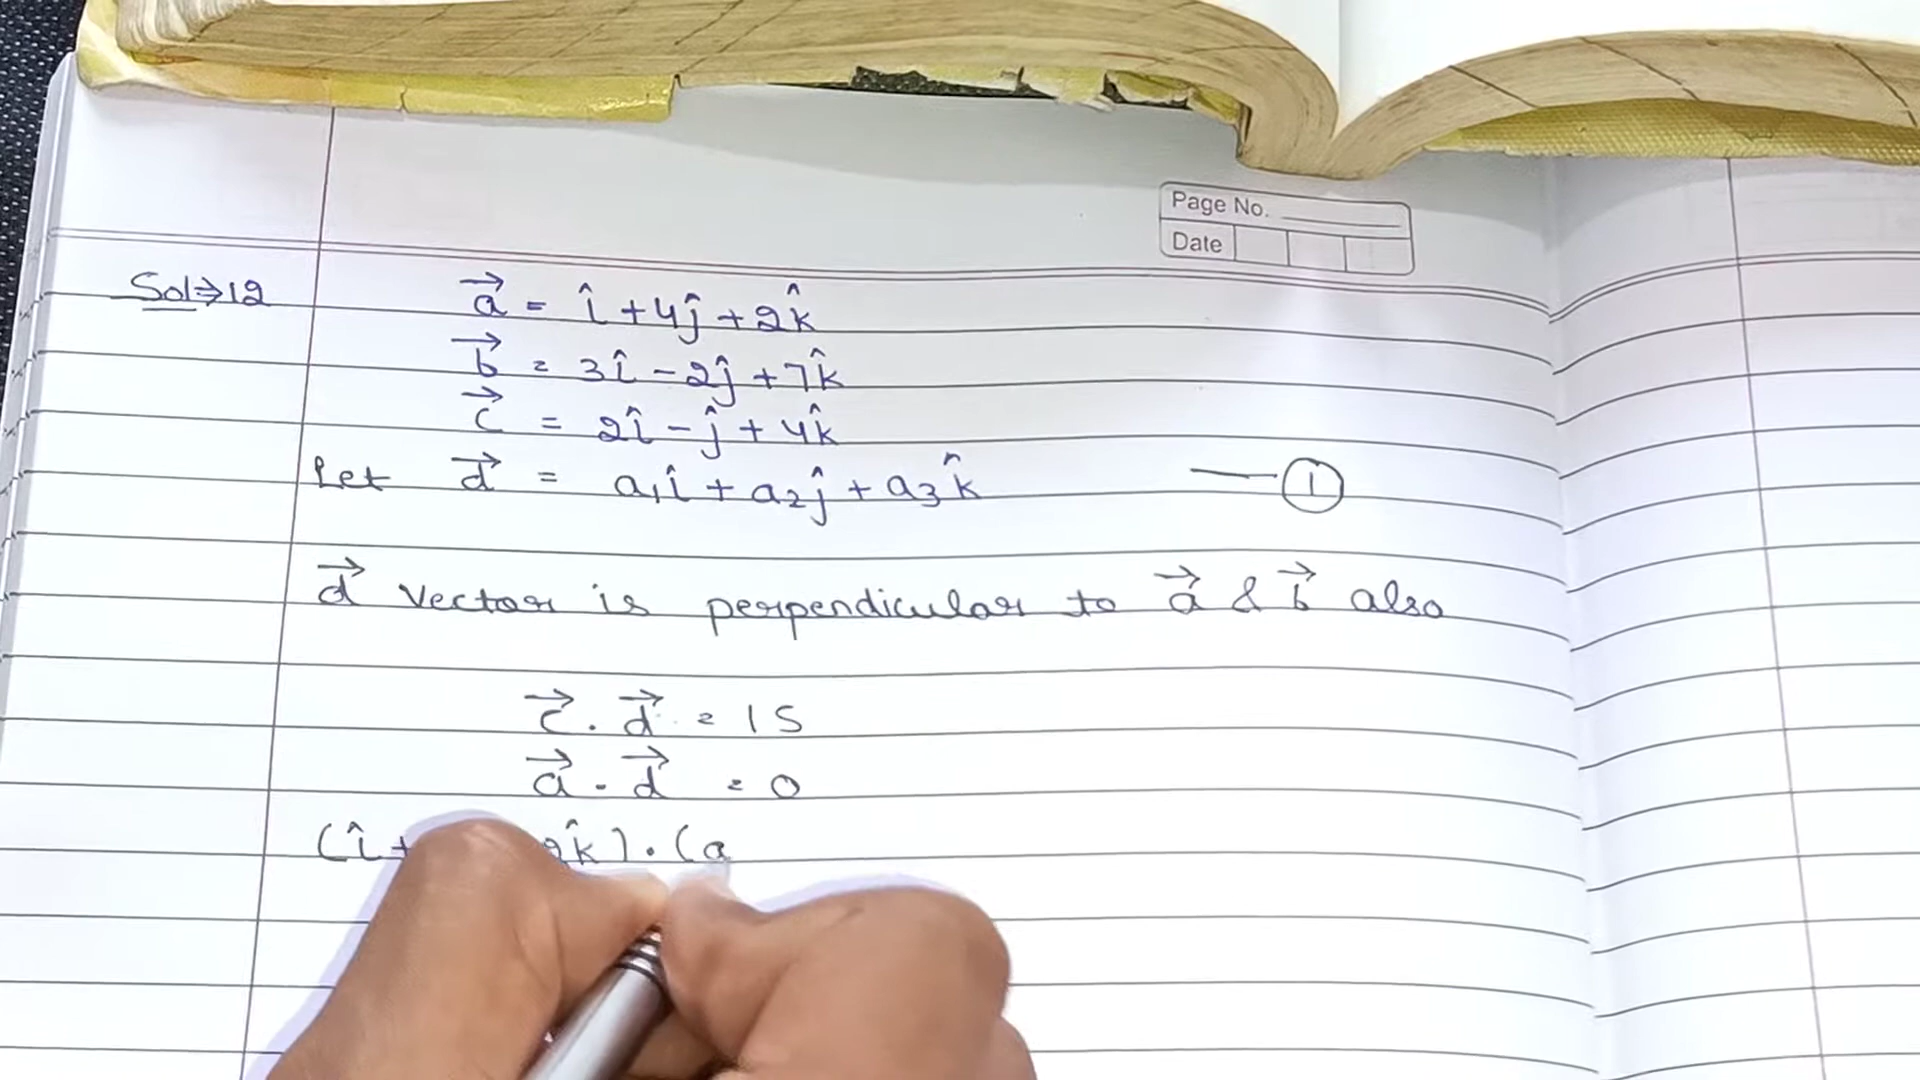 Page No.
Date
Sol⇒12
→a = î + 4ĵ + 2k̂
→b = 3î - 2ĵ + 7k̂
→c = 2î - ĵ + 4k̂
Let →d = a₁î + a₂ĵ + a₃k̂ — ①
→d vector is perpendicular to →a & →b also
→c . →d = 15
→a . →d = 0
(î + 2k̂) . (a